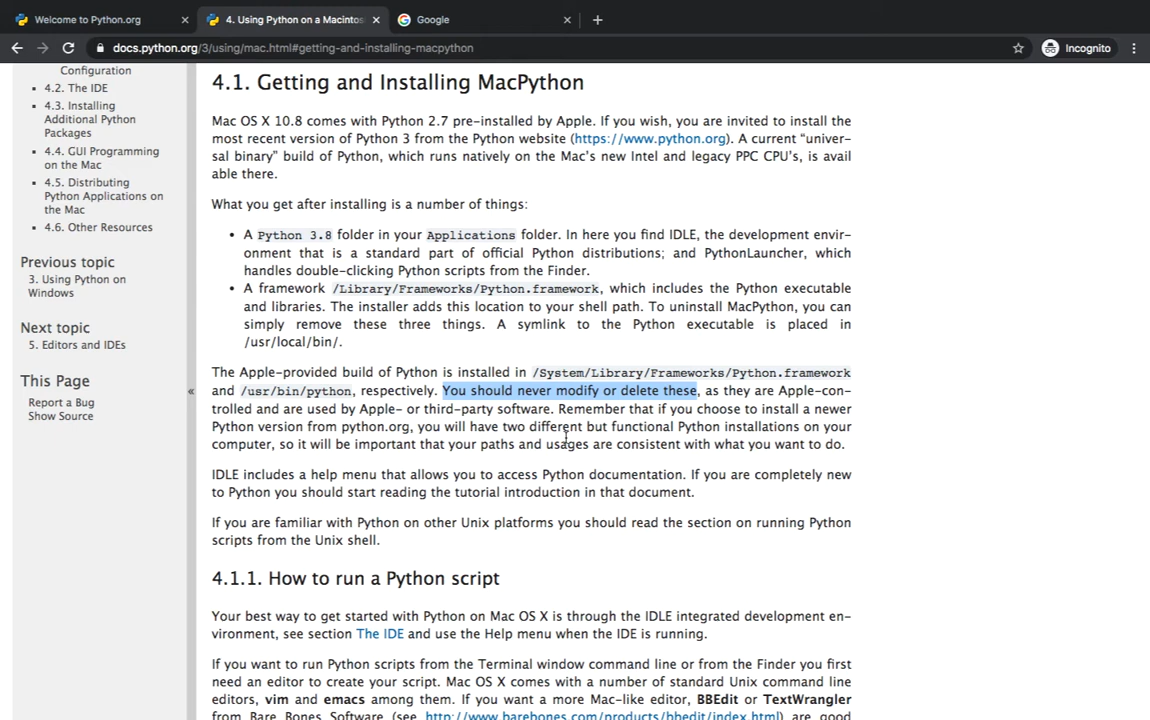 Welcome to Python.org
4. Using Python on a Macintos
Google
docs.python.org/3/using/mac.html#getting-and-installing-macpython
Incognito
Configuration
4.2. The IDE
4.3. Installing
Additional Python
Packages
4.4. GUI Programming
on the Mac
4.5. Distributing
Python Applications on
the Mac
4.6. Other Resources
Previous topic
3. Using Python on
Windows
Next topic
5. Editors and IDEs
This Page
Report a Bug
Show Source
«
4.1. Getting and Installing MacPython
Mac OS X 10.8 comes with Python 2.7 pre-installed by Apple. If you wish, you are invited to install the
most recent version of Python 3 from the Python website (https://www.python.org). A current “univer-
sal binary” build of Python, which runs natively on the Mac’s new Intel and legacy PPC CPU’s, is avail
able there.
What you get after installing is a number of things:
• A Python 3.8 folder in your Applications folder. In here you find IDLE, the development envir-
onment that is a standard part of official Python distributions; and PythonLauncher, which
handles double-clicking Python scripts from the Finder.
• A framework /Library/Frameworks/Python.framework, which includes the Python executable
and libraries. The installer adds this location to your shell path. To uninstall MacPython, you can
simply remove these three things. A symlink to the Python executable is placed in
/usr/local/bin/.
The Apple-provided build of Python is installed in /System/Library/Frameworks/Python.framework
and /usr/bin/python, respectively. You should never modify or delete these, as they are Apple-con-
trolled and are used by Apple- or third-party software. Remember that if you choose to install a newer
Python version from python.org, you will have two different but functional Python installations on your
computer, so it will be important that your paths and usages are consistent with what you want to do.
IDLE includes a help menu that allows you to access Python documentation. If you are completely new
to Python you should start reading the tutorial introduction in that document.
If you are familiar with Python on other Unix platforms you should read the section on running Python
scripts from the Unix shell.
4.1.1. How to run a Python script
Your best way to get started with Python on Mac OS X is through the IDLE integrated development en-
vironment, see section The IDE and use the Help menu when the IDE is running.
If you want to run Python scripts from the Terminal window command line or from the Finder you first
need an editor to create your script. Mac OS X comes with a number of standard Unix command line
editors, vim and emacs among them. If you want a more Mac-like editor, BBEdit or TextWrangler
from Bare Bones Software (see http://www.barebones.com/products/bbedit/index.html) are good